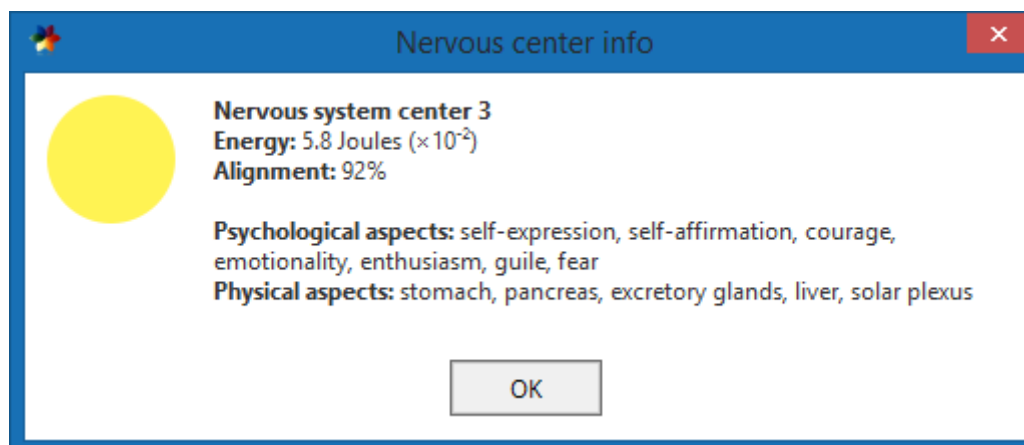 Nervous center info
Nervous system center 3
Energy: 5.8 Joules (×10⁻²)
Alignment: 92%
Psychological aspects: self-expression, self-affirmation, courage,
emotionality, enthusiasm, guile, fear
Physical aspects: stomach, pancreas, excretory glands, liver, solar plexus
OK